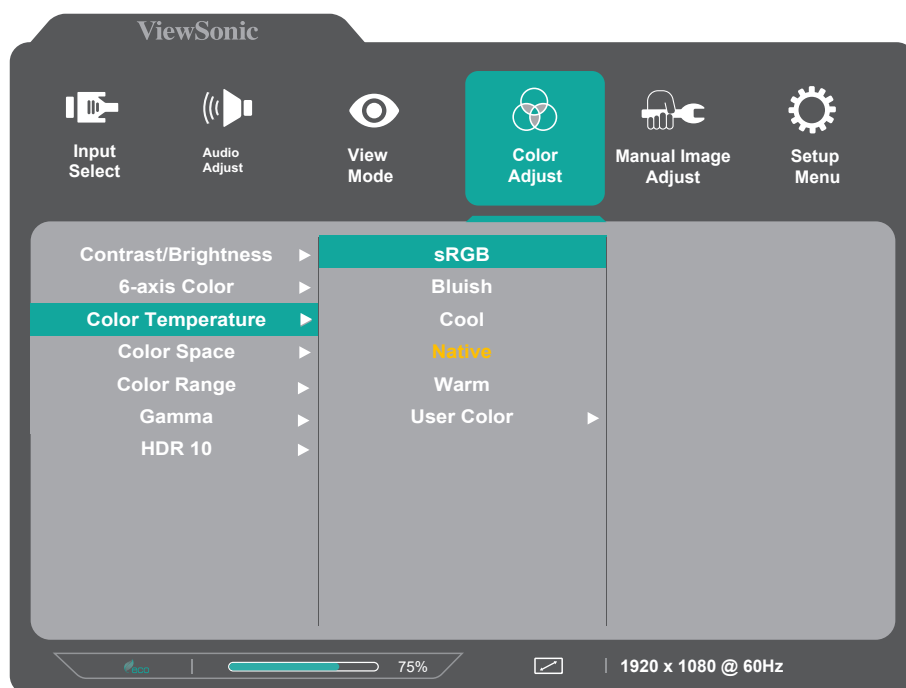 ViewSonic
Input
Select
Audio
Adjust
View
Mode
Color
Adjust
Manual Image
Adjust
Setup
Menu
Contrast/Brightness
6-axis Color
Color Temperature
Color Space
Color Range
Gamma
HDR 10
sRGB
Bluish
Cool
Native
Warm
User Color
eco
75%
1920 x 1080 @ 60Hz